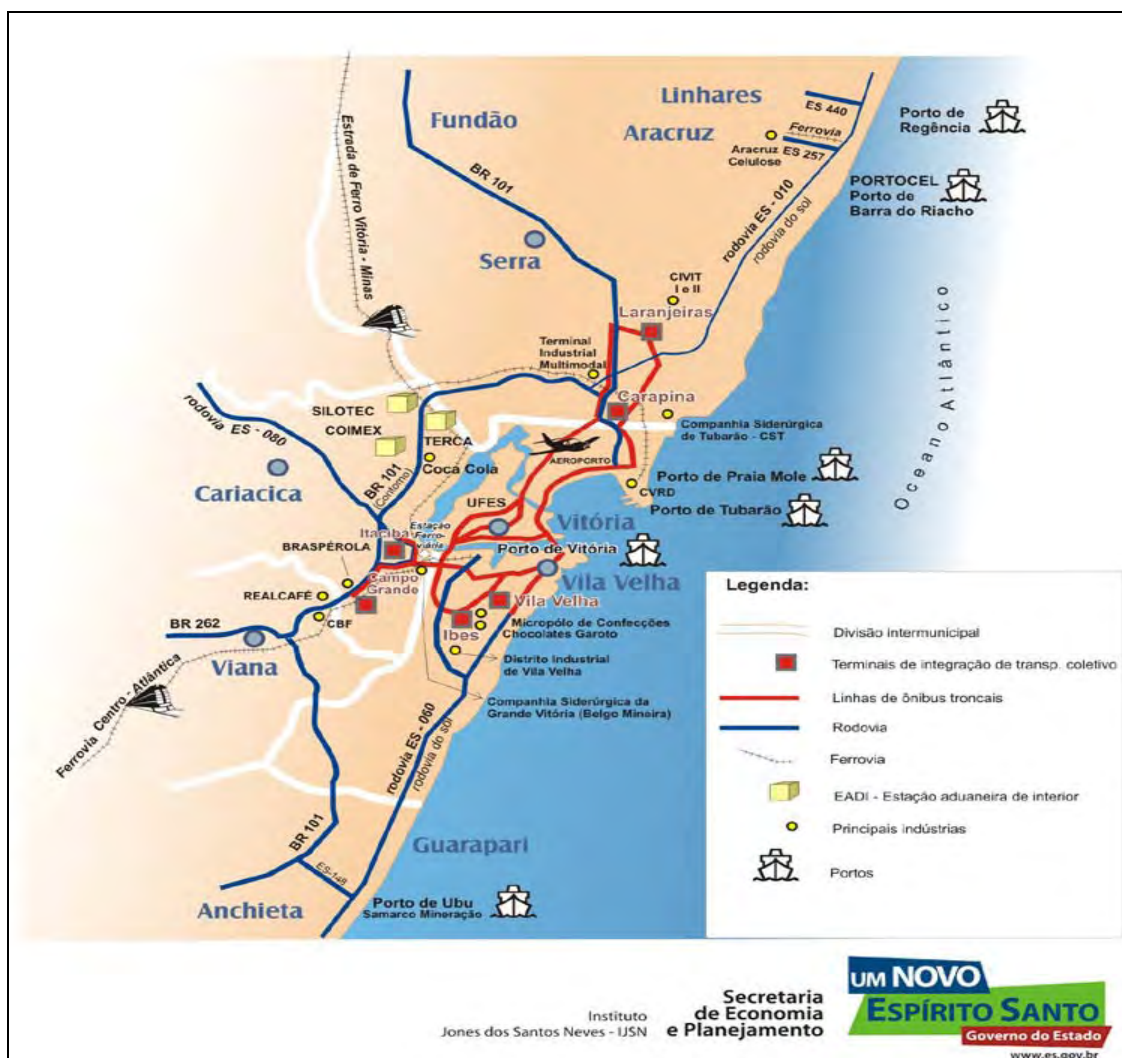 Linhares
ES 440
Porto de
Regência
Fundão
Aracruz
Ferrovia
Aracruz
Celulose
ES 257
Estrada de Ferro Vitória - Minas
BR 101
PORTOCEL
Porto de
Barra do Riacho
rodovia ES - 010
rodovia do sol
Serra
CIVIT
I e II
Laranjeiras
Oceano Atlântico
Terminal
Industrial
Multimodal
rodovia ES - 080
SILOTEC
COIMEX
TERCA
Carapina
Companhia Siderúrgica
de Tubarão - CST
AEROPORTO
Coca Cola
BR 101
(Contorno)
Cariacica
Porto de Praia Mole
CVRD
Porto de Tubarão
UFES
Vitória
Itaciba
Estação
Ferro-
viária
BRASPÉROLA
Porto de Vitória
Vila Velha
Campo
Grande
REALCAFÉ
Vila Velha
BR 262
CBF
Ibes
Micropólo de Confecções
Chocolates Garoto
Viana
Distrito Industrial
de Vila Velha
Ferrovia Centro - Atlântica
Companhia Siderúrgica da
Grande Vitória (Belgo Mineira)
rodovia ES - 060
rodovia do sol
BR 101
Guarapari
ES-148
Anchieta
Porto de Ubu
Samarco Mineração
Legenda:
Divisão intermunicipal
Terminais de integração de transp. coletivo
Linhas de ônibus troncais
Rodovia
Ferrovia
EADI - Estação aduaneira de interior
Principais indústrias
Portos
Instituto
Jones dos Santos Neves - IJSN
Secretaria
de Economia
e Planejamento
UM NOVO
ESPÍRITO SANTO
Governo do Estado
www.es.gov.br